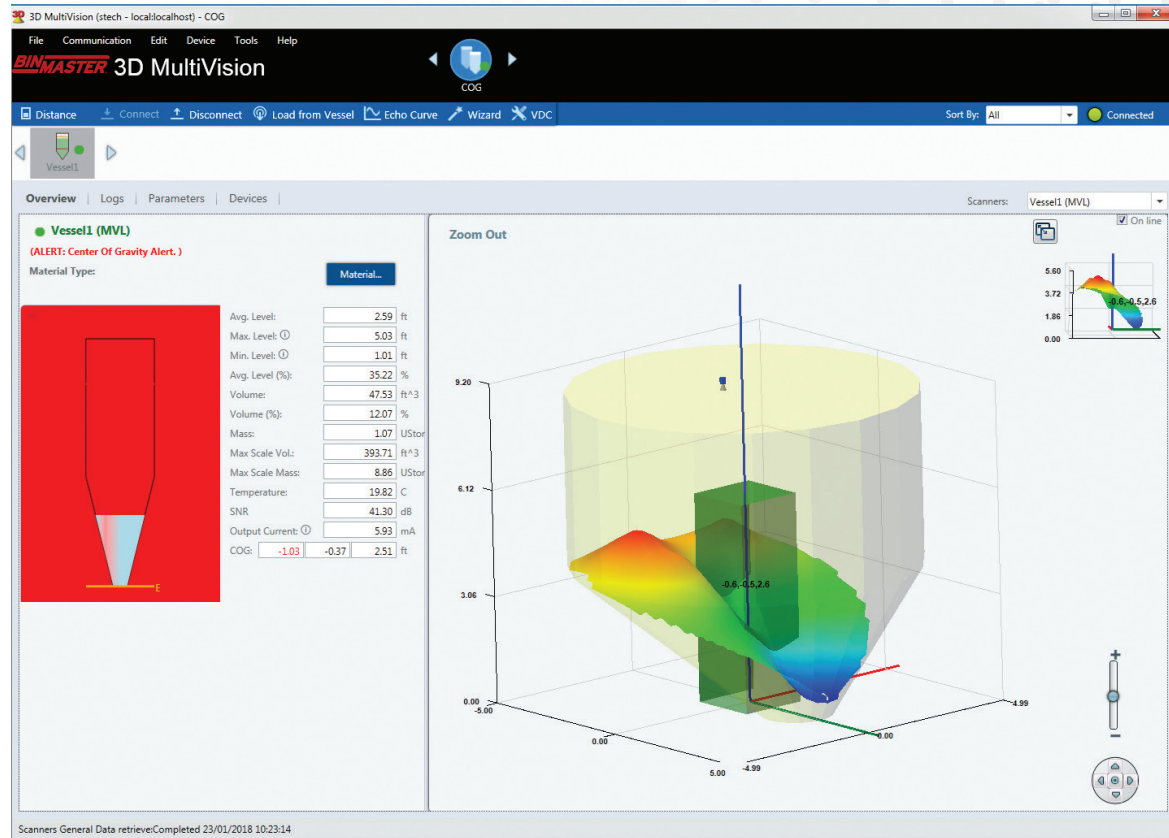 3D MultiVision (stech - local:localhost) - COG
File Communication Edit Device Tools Help
BINMASTER 3D MultiVision
COG
Distance Connect Disconnect Load from Vessel Echo Curve Wizard VDC Sort By: All Connected
Vessel1
Overview | Logs | Parameters | Devices | Scanners: Vessel1 (MVL)
On line
Vessel1 (MVL)
(ALERT: Center Of Gravity Alert. )
Material Type: Material...
Avg. Level: 2.59 ft
Max. Level: 5.03 ft
Min. Level: 1.01 ft
Avg. Level (%): 35.22 %
Volume: 47.53 ft^3
Volume (%): 12.07 %
Mass: 1.07 UStor
Max Scale Vol.: 393.71 ft^3
Max Scale Mass: 8.86 UStor
Temperature: 19.82 C
SNR 41.30 dB
Output Current: 5.93 mA
COG: -1.03 -0.37 2.51 ft
E
Zoom Out
5.60
3.72
-0.6,-0.5,2.6
1.86
0.00
9.20
6.12
-0.6,-0.5,2.6
3.06
0.00
-5.00
4.99
0.00
0.00
5.00
-4.99
+
−
Scanners General Data retrieve:Completed 23/01/2018 10:23:14